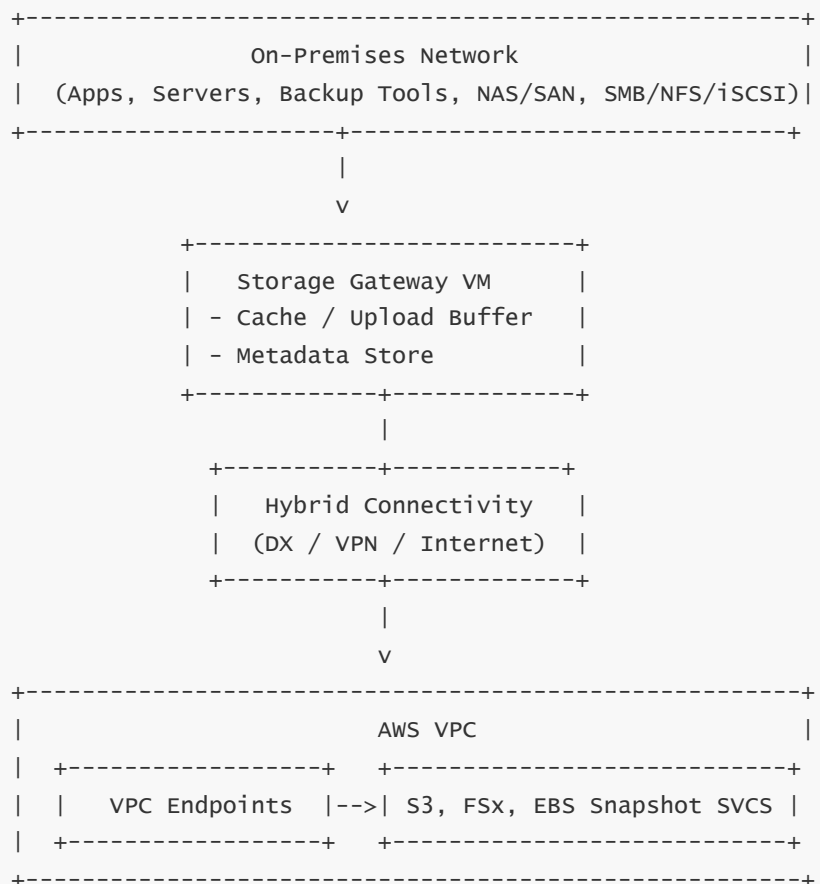 On-Premises Network
(Apps, Servers, Backup Tools, NAS/SAN, SMB/NFS/iSCSI)
Storage Gateway VM
- Cache / Upload Buffer
- Metadata Store
Hybrid Connectivity
(DX / VPN / Internet)
AWS VPC
VPC Endpoints |-->| S3, FSx, EBS Snapshot SVCS